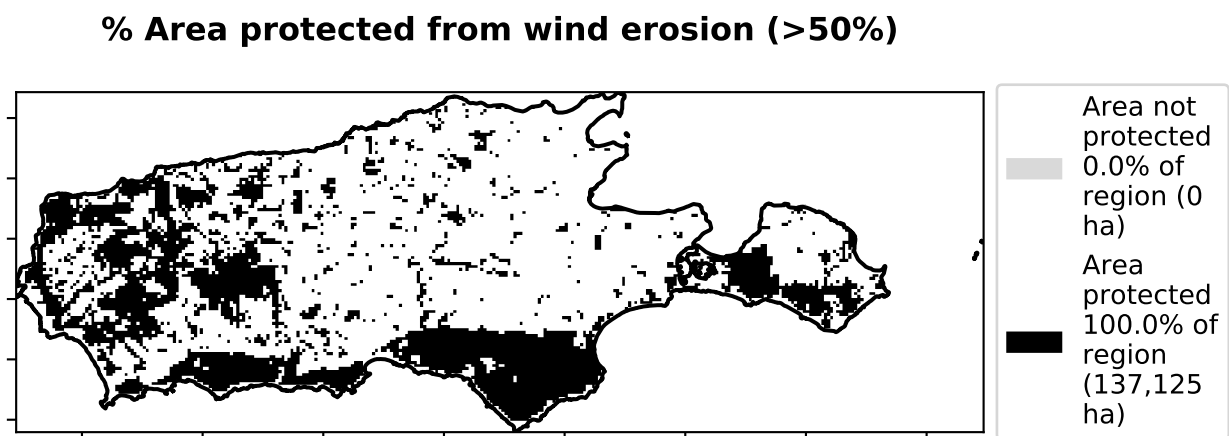 % Area protected from wind erosion (>50%)
Area not
protected
0.0% of
region (0
ha)
Area
protected
100.0% of
region
(137,125
ha)